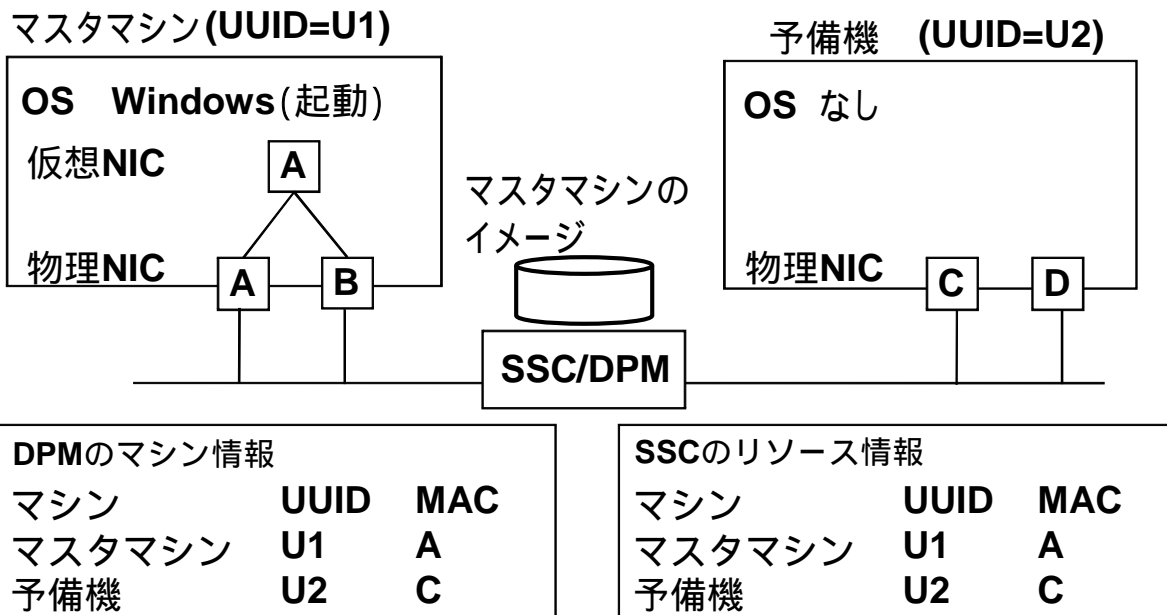 マスタマシン(UUID=U1)
予備機 (UUID=U2)
OS Windows(起動)
OS なし
仮想NIC A
マスタマシンの
イメージ
物理NIC A B
物理NIC C D
SSC/DPM
DPMのマシン情報
マシン UUID MAC
マスタマシン U1 A
予備機 U2 C
SSCのリソース情報
マシン UUID MAC
マスタマシン U1 A
予備機 U2 C